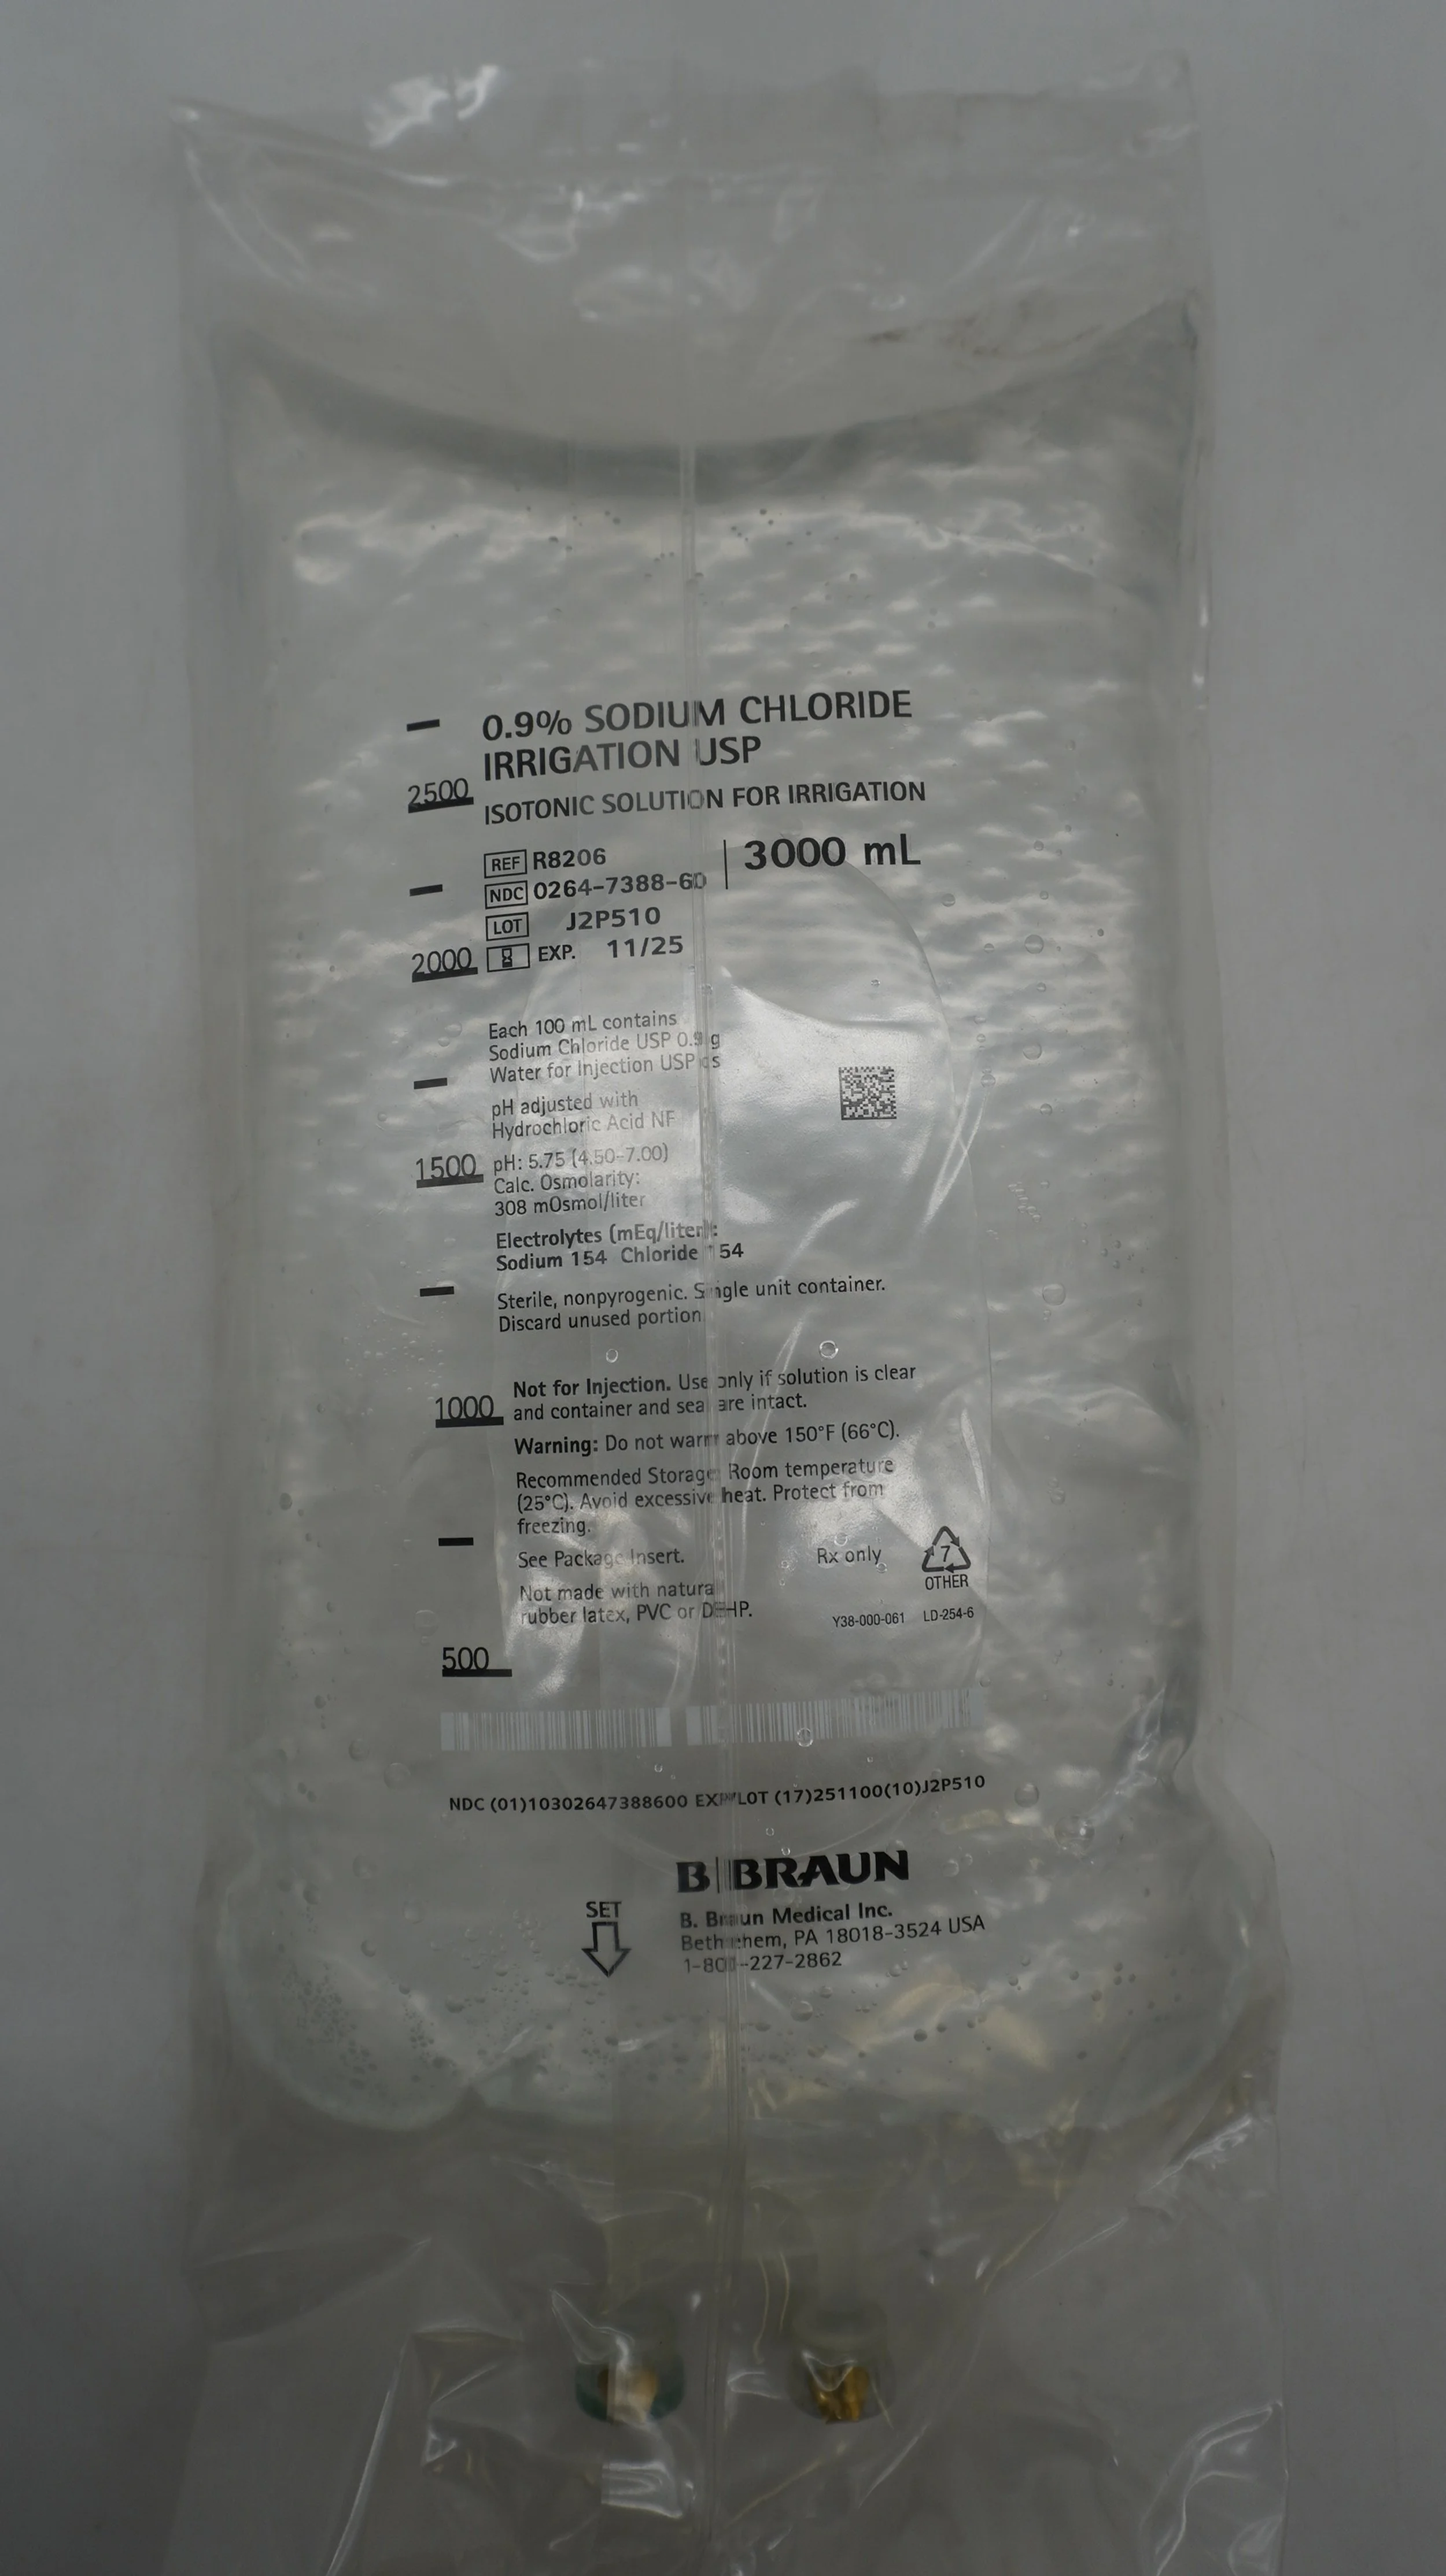 0.9% SODIUM CHLORIDE
IRRIGATION USP
2500
ISOTONIC SOLUTION FOR IRRIGATION
REF R8206
3000 mL
NDC 0264-7388-60
LOT J2P510
2000
EXP. 11/25
Each 100 mL contains
Sodium Chloride USP 0.9 g
Water for Injection USP qs
pH adjusted with
Hydrochloric Acid NF
1500
pH: 5.75 (4.50-7.00)
Calc. Osmolarity:
308 mOsmol/liter
Electrolytes (mEq/liter):
Sodium 154 Chloride 154
Sterile, nonpyrogenic. Single unit container.
Discard unused portion.
1000
Not for Injection. Use only if solution is clear
and container and seal are intact.
Warning: Do not warm above 150°F (66°C).
Recommended Storage: Room temperature
(25°C). Avoid excessive heat. Protect from
freezing.
See Package Insert.
Rx only
7
OTHER
Not made with natural
rubber latex, PVC or DEHP.
Y38-000-061 LD-254-6
500
NDC (01)10302647388600 EXP/LOT (17)251100(10)J2P510
B|BRAUN
SET
B. Braun Medical Inc.
Bethlehem, PA 18018-3524 USA
1-800-227-2862